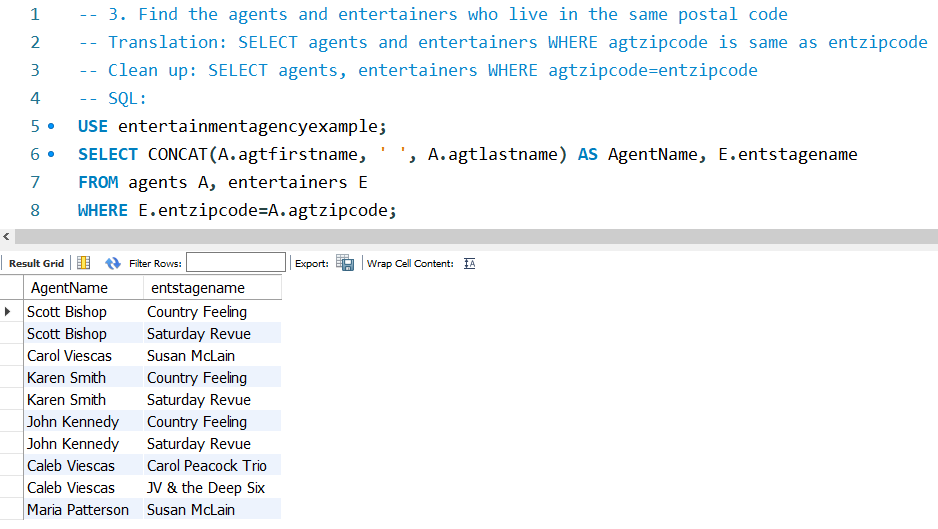 1 -- 3. Find the agents and entertainers who live in the same postal code
2 -- Translation: SELECT agents and entertainers WHERE agtzipcode is same as entzipcode
3 -- Clean up: SELECT agents, entertainers WHERE agtzipcode=entzipcode
4 -- SQL:
5 USE entertainmentagencyexample;
6 SELECT CONCAT(A.agtfirstname, ' ', A.agtlastname) AS AgentName, E.entstagename
7 FROM agents A, entertainers E
8 WHERE E.entzipcode=A.agtzipcode;
Result Grid Filter Rows: Export: Wrap Cell Content: IA
AgentName entstagename
Scott Bishop Country Feeling
Scott Bishop Saturday Revue
Carol Viescas Susan McLain
Karen Smith Country Feeling
Karen Smith Saturday Revue
John Kennedy Country Feeling
John Kennedy Saturday Revue
Caleb Viescas Carol Peacock Trio
Caleb Viescas JV & the Deep Six
Maria Patterson Susan McLain